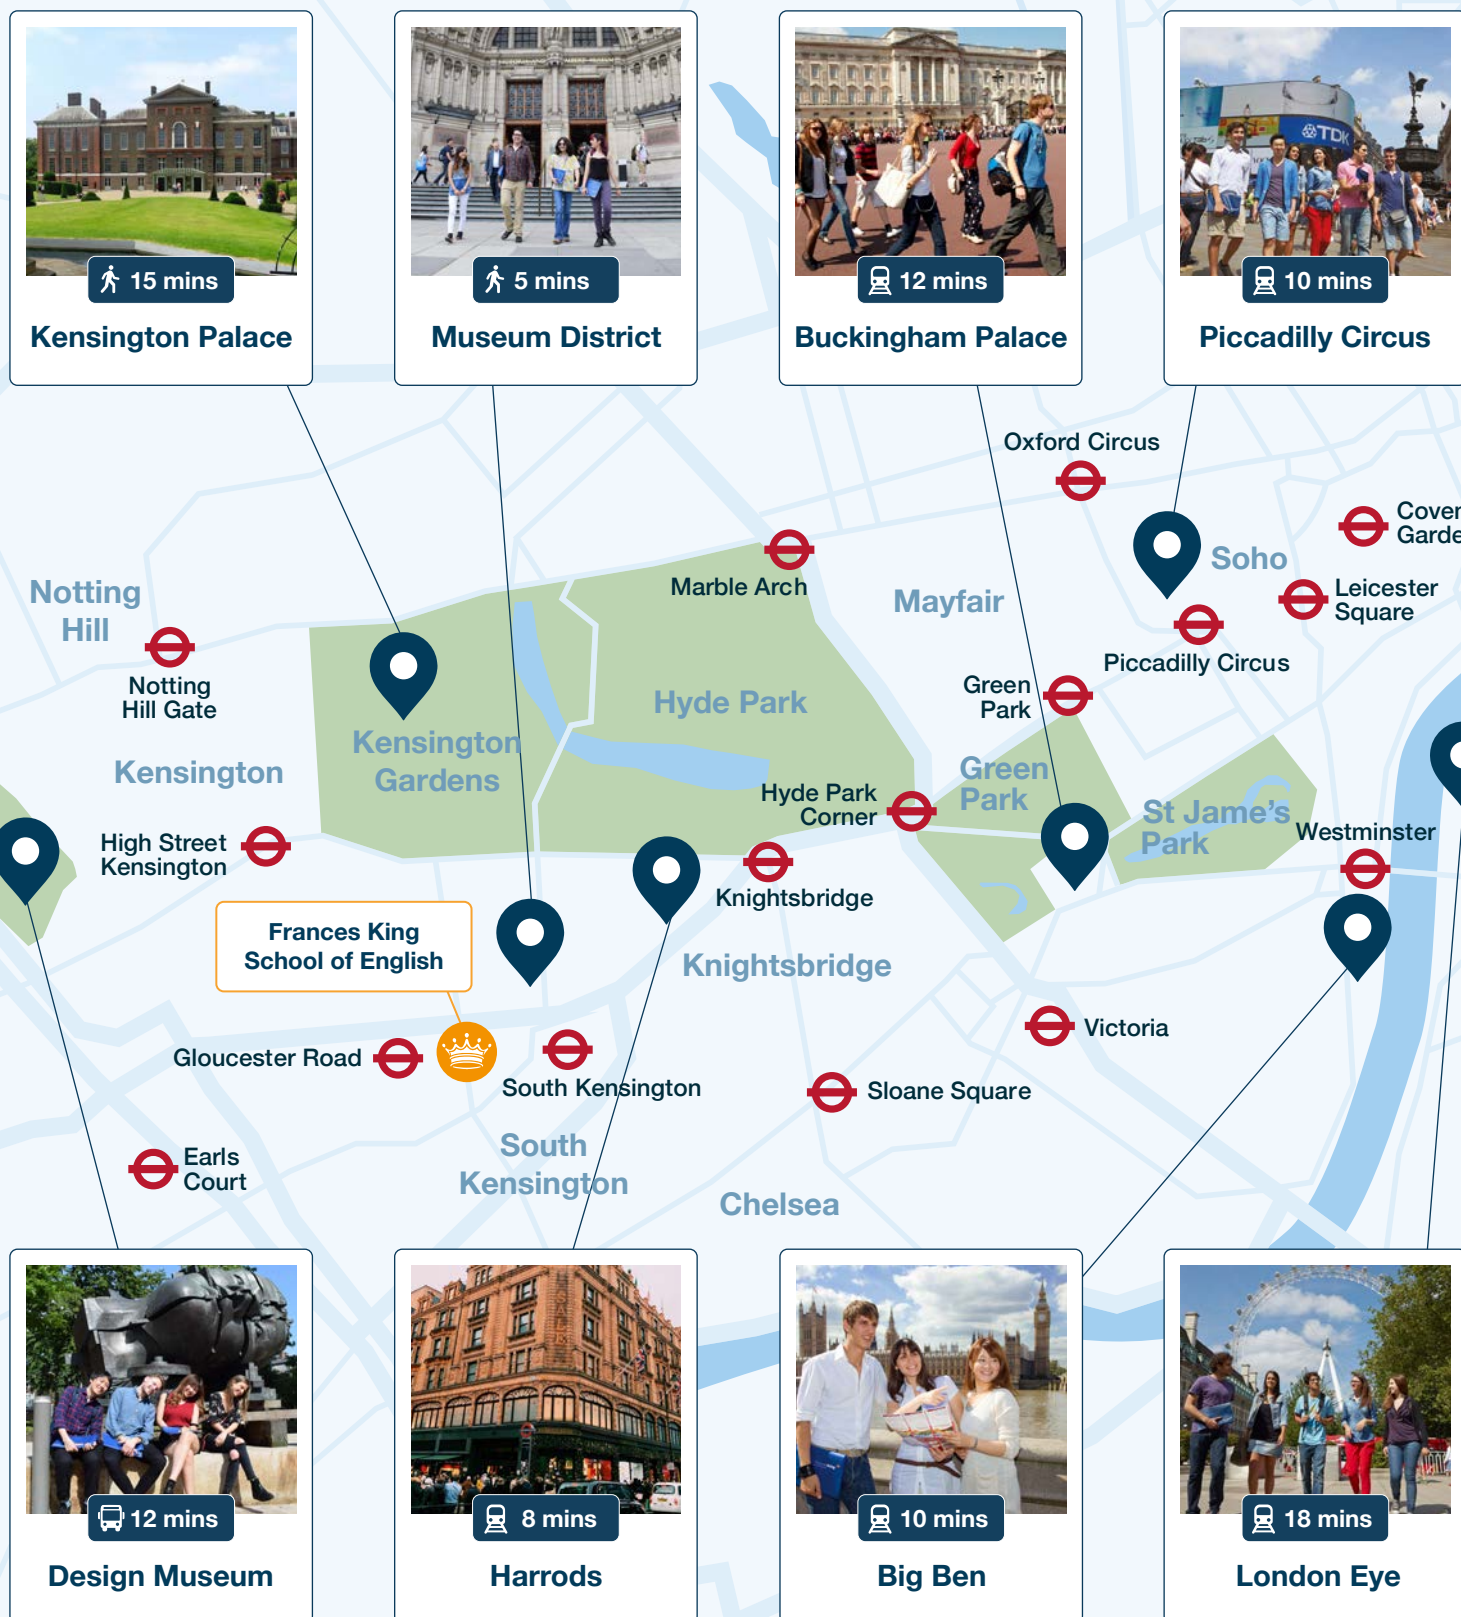 15 mins
Kensington Palace
5 mins
Museum District
12 mins
Buckingham Palace
TDK
10 mins
Piccadilly Circus
Oxford Circus
Soho
Leicester
Square
Marble Arch
Mayfair
Piccadilly Circus
Notting
Hill
Notting
Hill Gate
Hyde Park
Green
Park
Kensington
Gardens
Kensington
Green
Park
Hyde Park
Corner
St Jame's
Park
Westminster
High Street
Kensington
Knightsbridge
Frances King
School of English
Knightsbridge
Victoria
Gloucester Road
South Kensington
Sloane Square
Earls
Court
South
Kensington
Chelsea
12 mins
Design Museum
8 mins
Harrods
10 mins
Big Ben
18 mins
London Eye